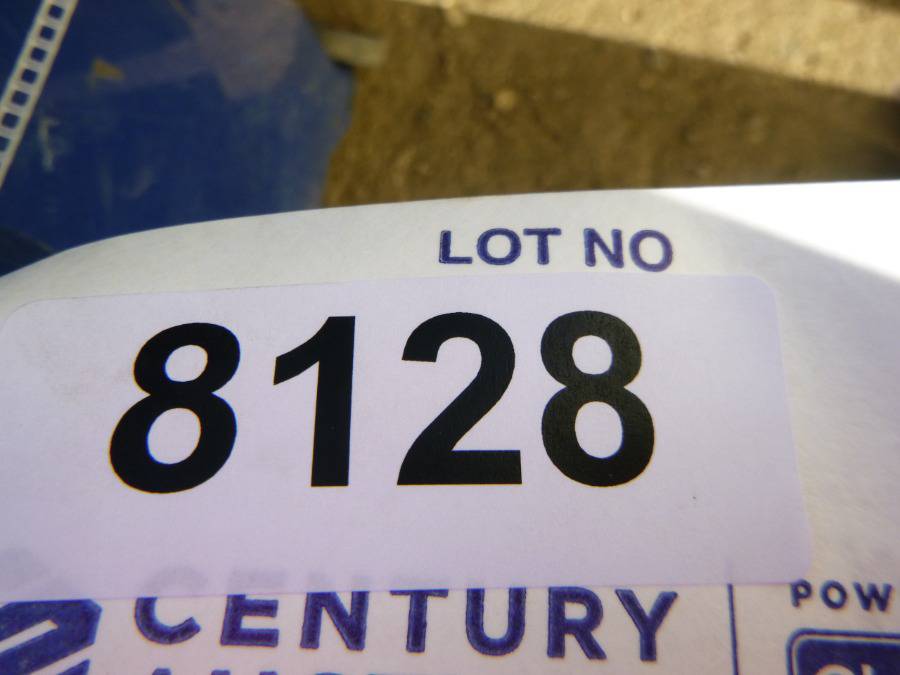 LOT NO
8128
CENTURY
POW